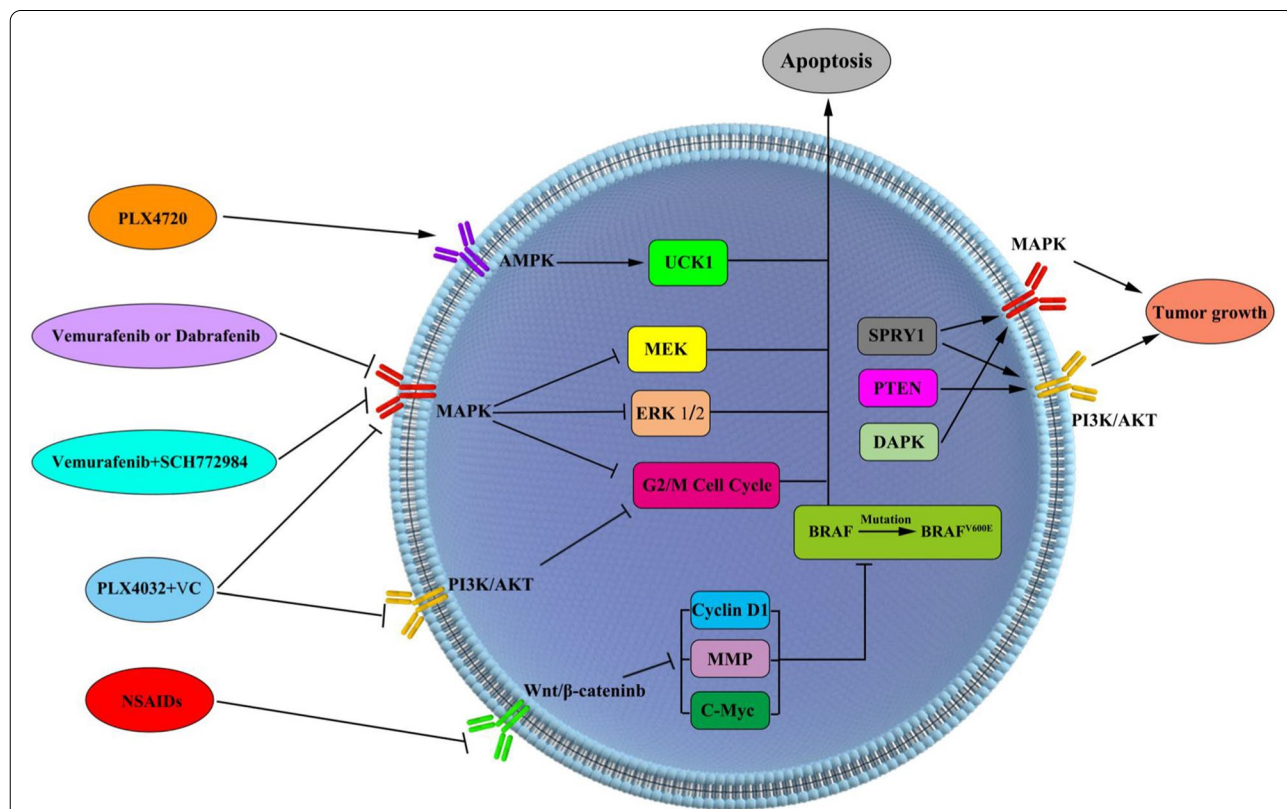 Apoptosis
PLX4720
AMPK
UCK1
MAPK
Tumor growth
Vemurafenib or Dabrafenib
MEK
SPRY1
MAPK
ERK 1/2
PTEN
PI3K/AKT
DAPK
Vemurafenib+SCH772984
G2/M Cell Cycle
BRAF
Mutation
BRAFV600E
PLX4032+VC
PI3K/AKT
Cyclin D1
MMP
C-Myc
Wnt/β-cateninb
NSAIDs